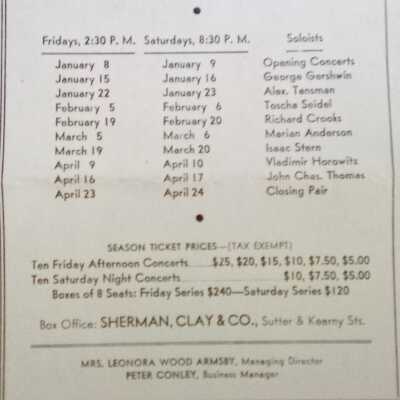 Fridays, 2:30 P. M. Saturdays, 8:30 P. M. Soloists
January 8 January 9 Opening Concerts
January 15 January 16 George Gershwin
January 22 January 23 Alex. Tansman
February 5 February 6 Toscha Seidel
February 19 February 20 Richard Crooks
March 5 March 6 Marian Anderson
March 19 March 20 Isaac Stern
April 9 April 10 Vladimir Horowitz
April 16 April 17 John Chas. Thomas
April 23 April 24 Closing Pair
SEASON TICKET PRICES—(TAX EXEMPT)
Ten Friday Afternoon Concerts $25, $20, $15, $10, $7.50, $5.00
Ten Saturday Night Concerts $10, $7.50, $5.00
Boxes of 8 Seats: Friday Series $240—Saturday Series $120
Box Office: SHERMAN, CLAY & CO., Sutter & Kearny Sts.
MRS. LEONORA WOOD ARMSBY, Managing Director
PETER CONLEY, Business Manager